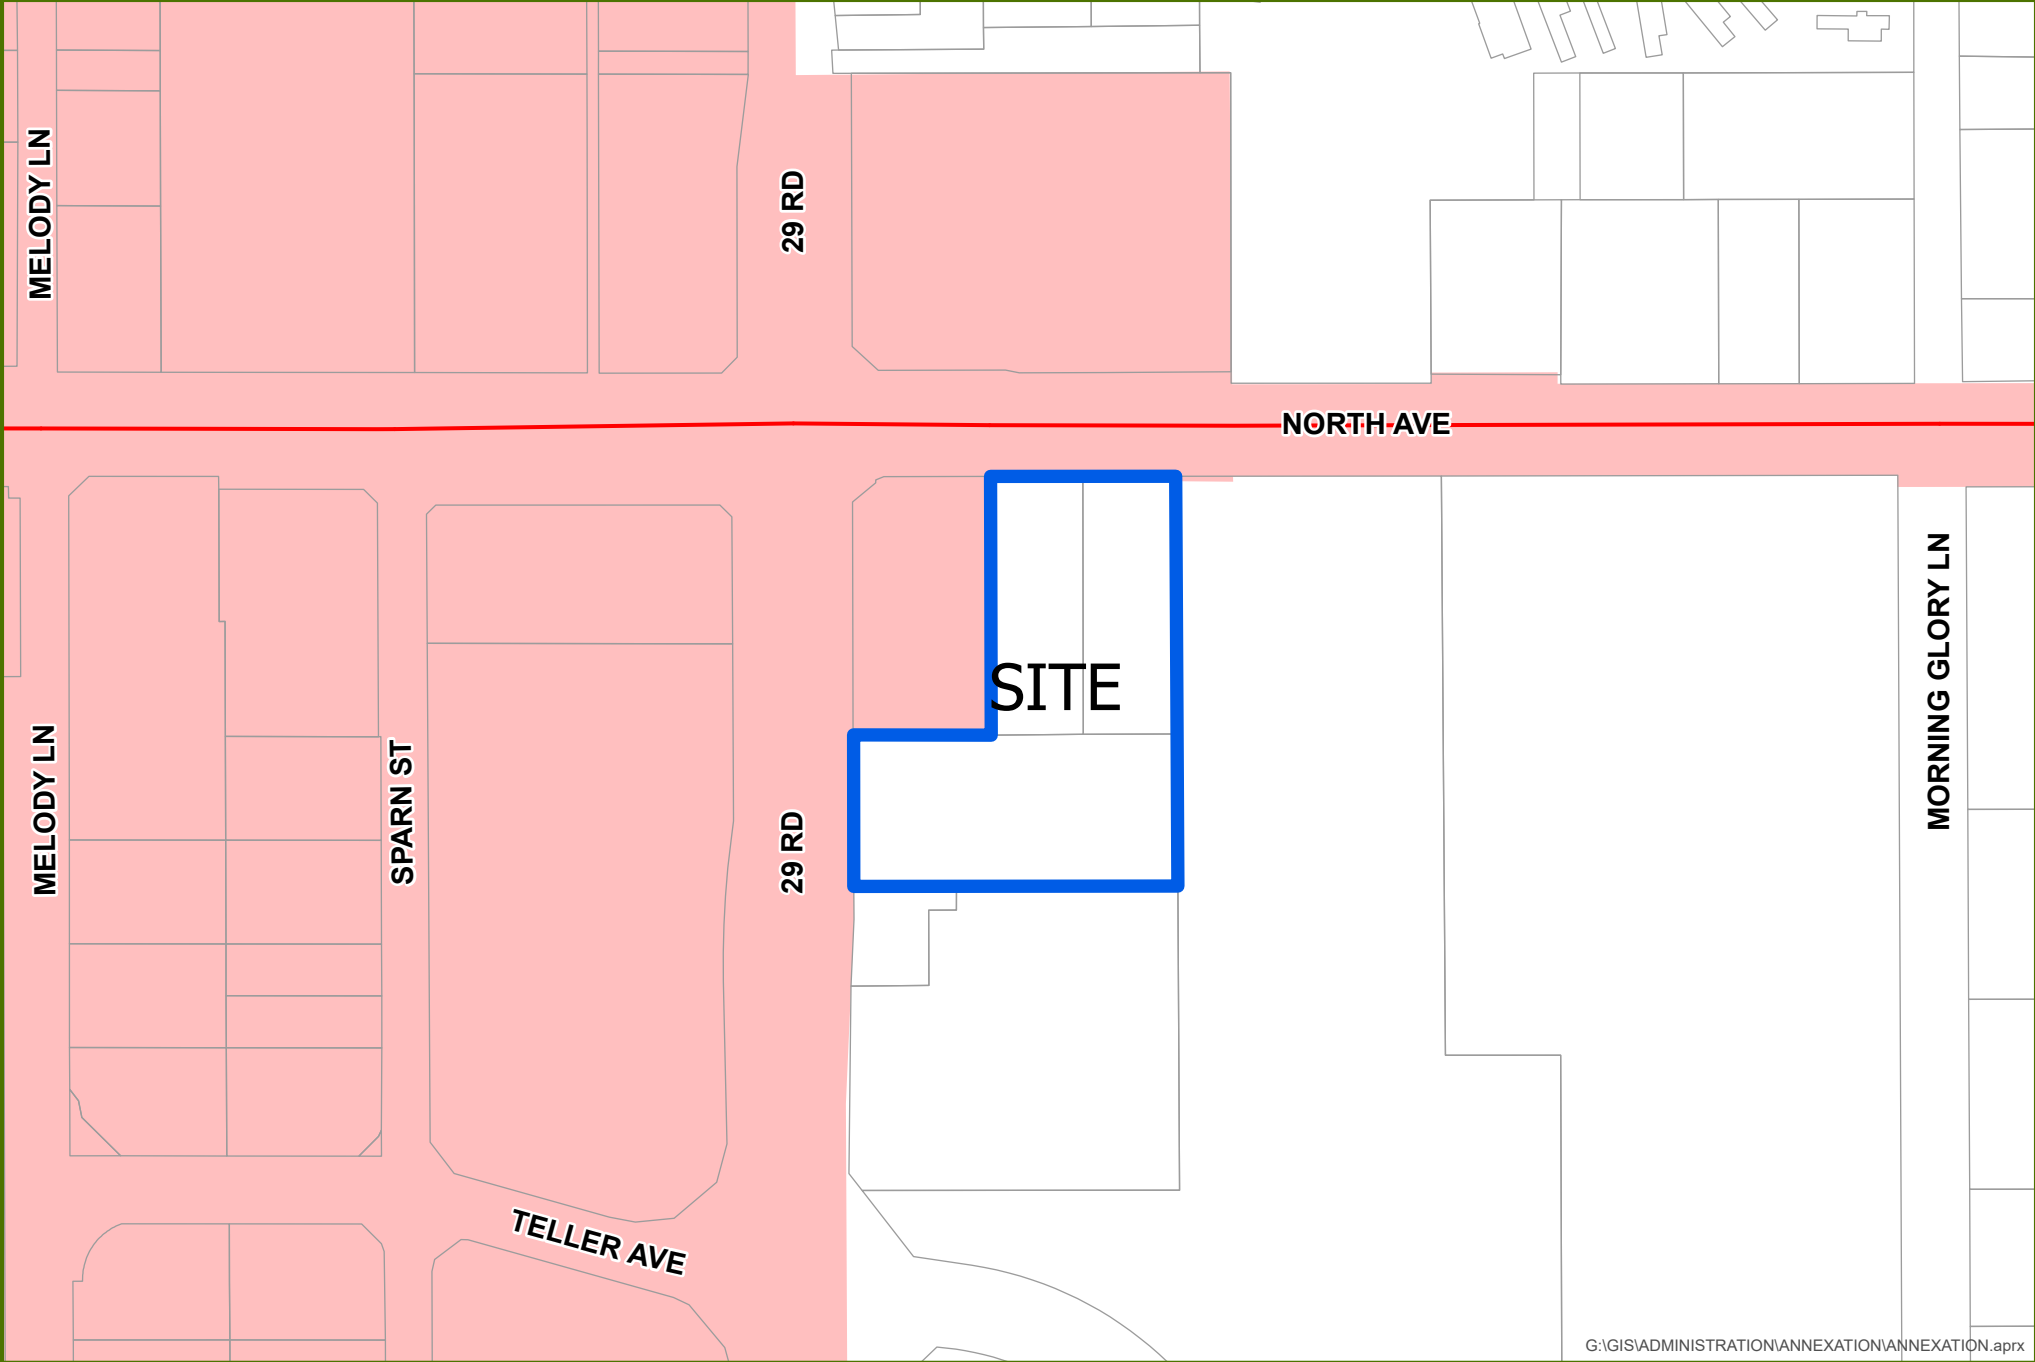 MELODY LN
29 RD
NORTH AVE
SITE
MORNING GLORY LN
MELODY LN
SPARN ST
29 RD
TELLER AVE
G:\GIS\ADMINISTRATION\ANNEXATION\ANNEXATION.aprx